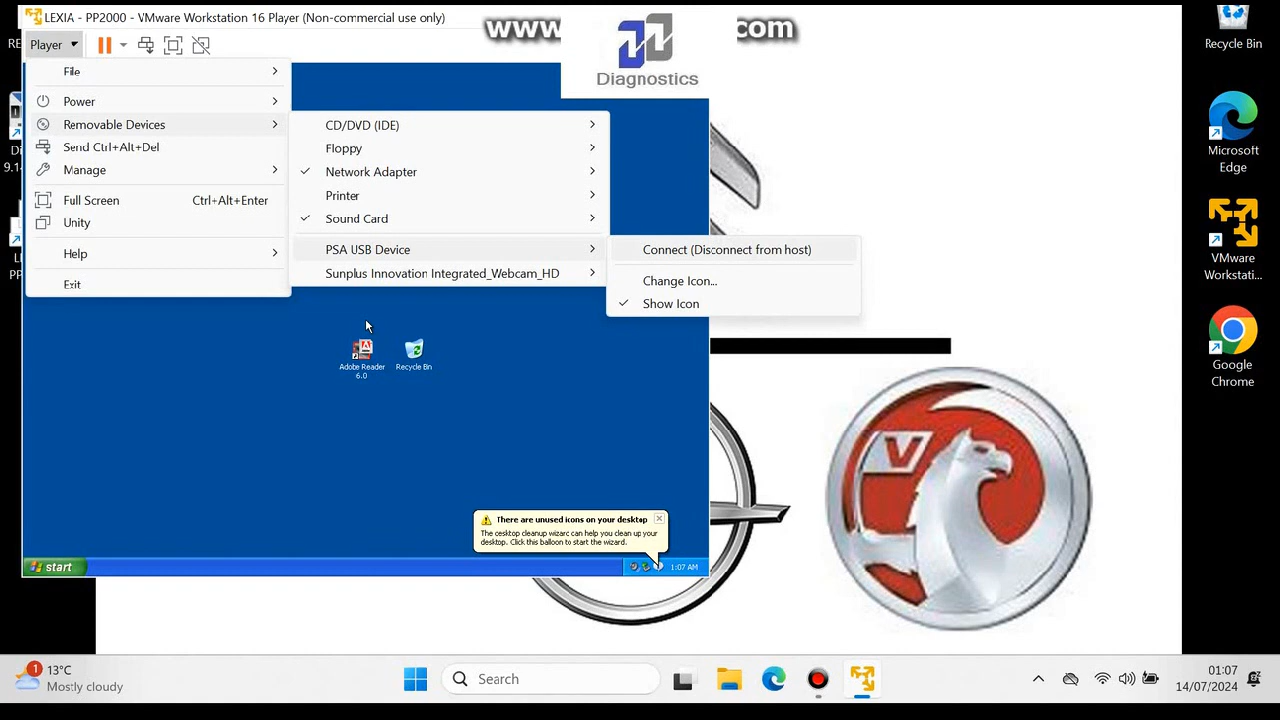 LEXIA - PP2000 - VMware Workstation 16 Player (Non-commercial use only)
www
com
Diagnostics
Player
File
Power
Removable Devices
Send Ctrl+Alt+Del
Manage
Full Screen Ctrl+Alt+Enter
Unity
Help
Exit
CD/DVD (IDE)
Floppy
Network Adapter
Printer
Sound Card
PSA USB Device
Sunplus Innovation Integrated_Webcam_HD
Connect (Disconnect from host)
Change Icon...
Show Icon
Adobe Reader
6.0
Recycle Bin
There are unused icons on your desktop
The desktop cleanup wizard can help you clean up your
desktop. Click this balloon to start the wizard.
start
1:07 AM
V
Recycle Bin
Microsoft
Edge
VMware
Workstati...
Google
Chrome
1
13°C
Mostly cloudy
Search
01:07
14/07/2024